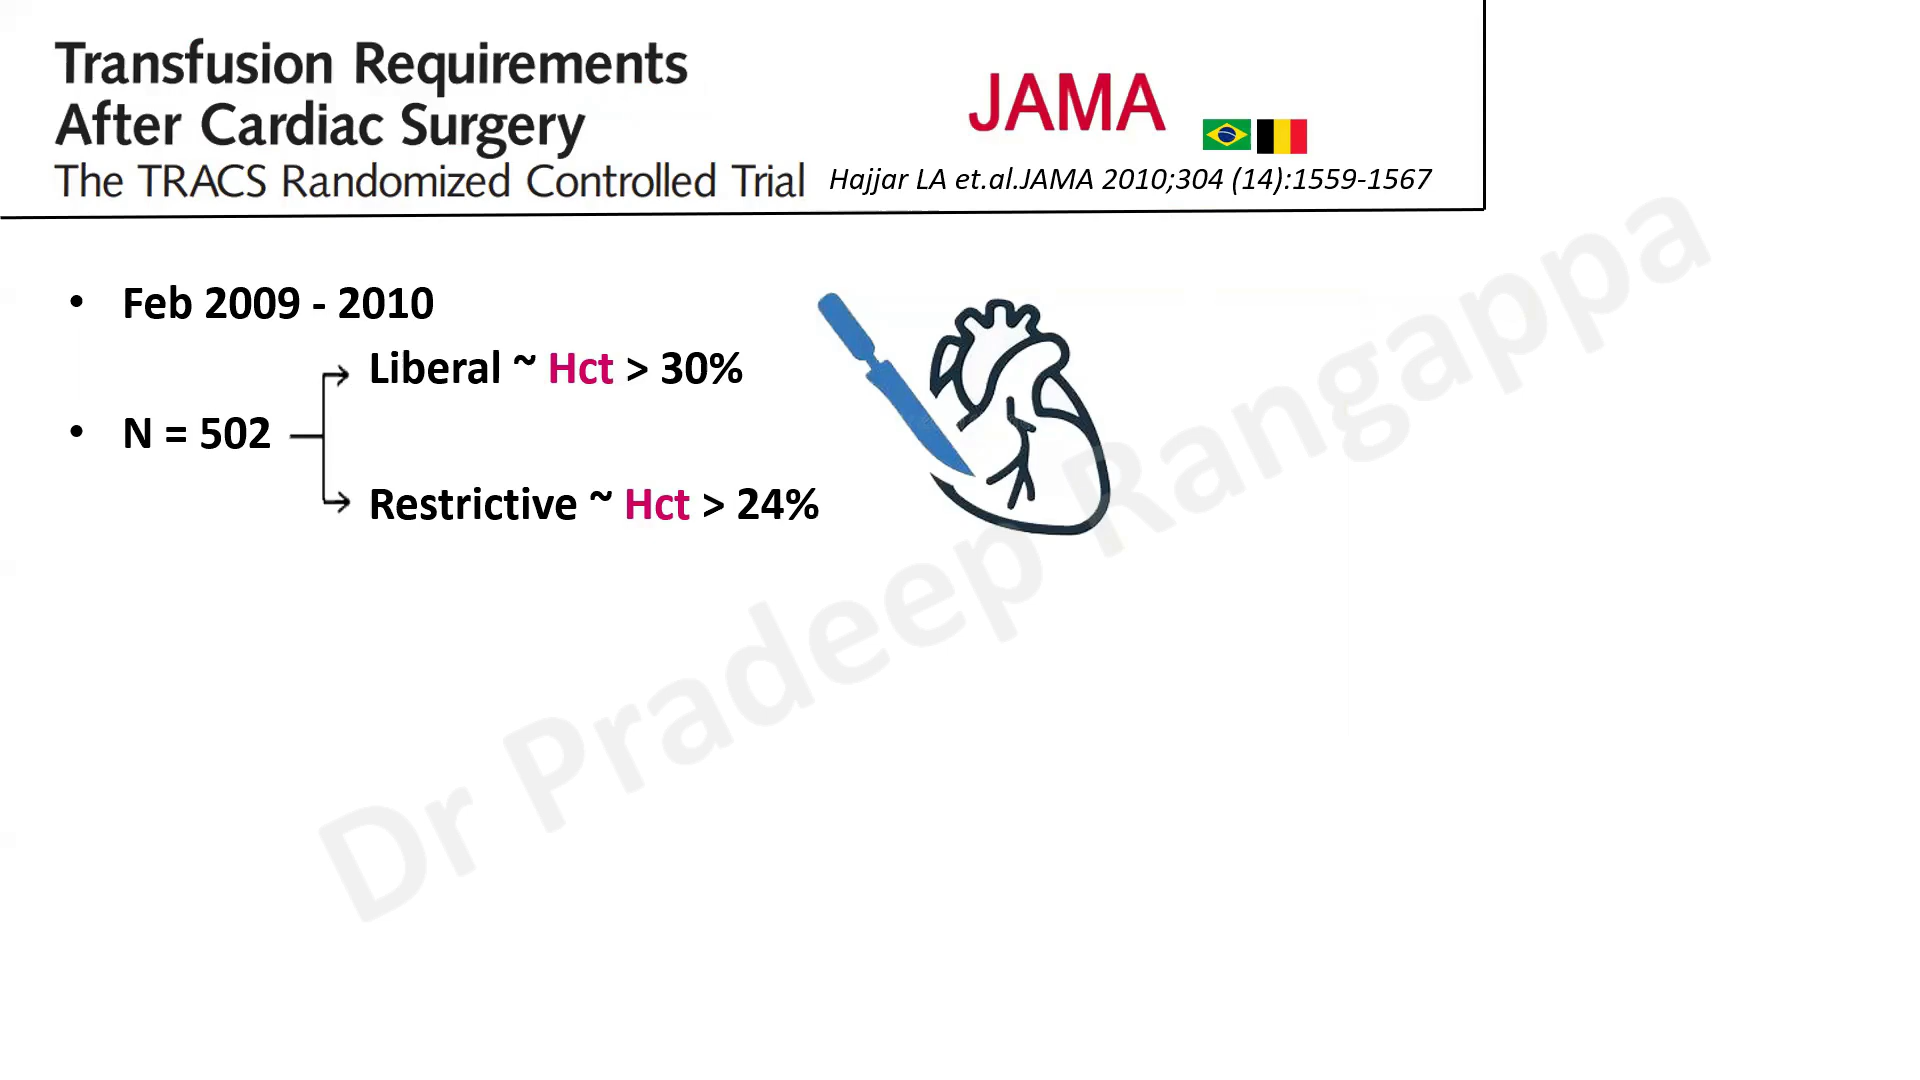 Transfusion Requirements
After Cardiac Surgery
The TRACS Randomized Controlled Trial
JAMA
Hajjar LA et.al.JAMA 2010;304 (14):1559-1567
• Feb 2009 - 2010
Liberal ~ Hct > 30%
• N = 502
Restrictive ~ Hct > 24%
Dr Pradeep Rangappa